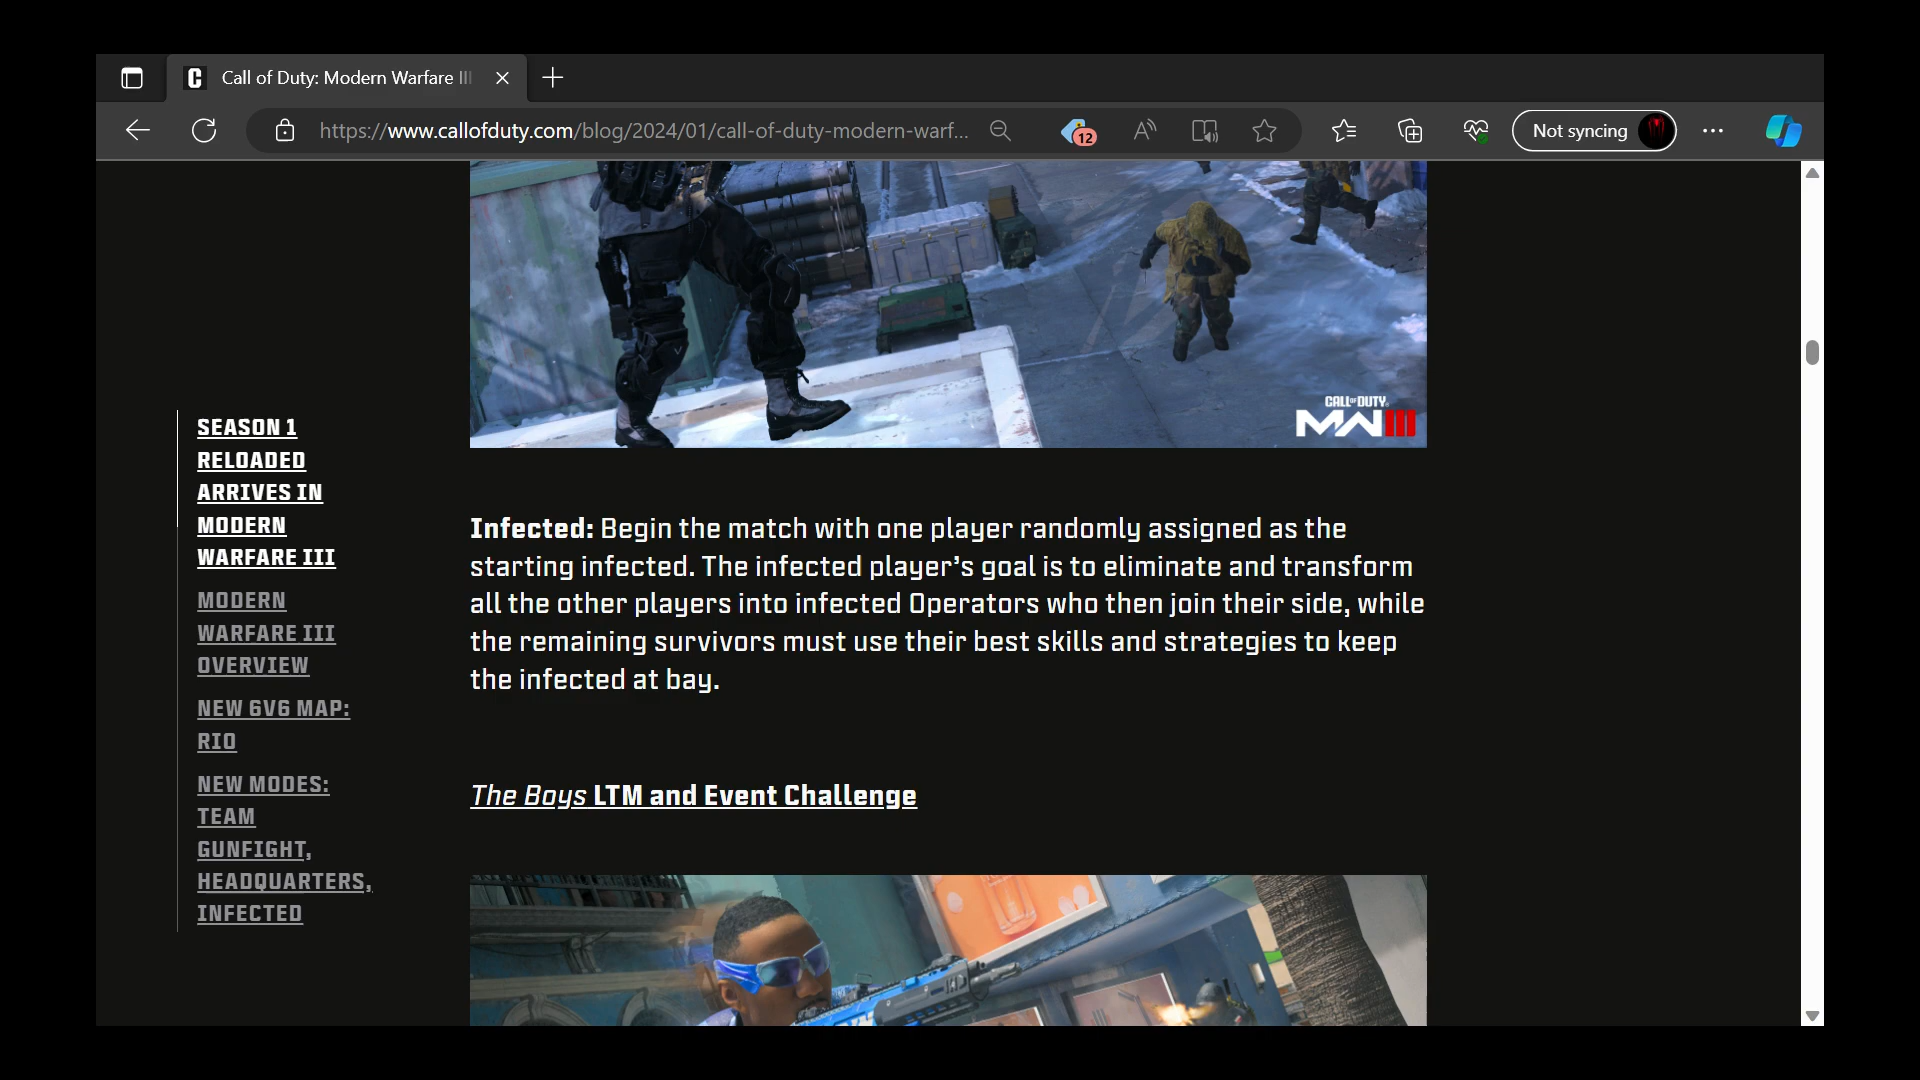 Call of Duty: Modern Warfare III
https://www.callofduty.com/blog/2024/01/call-of-duty-modern-warf...
12
Not syncing
CALL OF DUTY
MWIII
SEASON 1
RELOADED
ARRIVES IN
MODERN
WARFARE III
MODERN
WARFARE III
OVERVIEW
NEW 6V6 MAP:
RIO
NEW MODES:
TEAM
GUNFIGHT,
HEADQUARTERS,
INFECTED
Infected: Begin the match with one player randomly assigned as the
starting infected. The infected player’s goal is to eliminate and transform
all the other players into infected Operators who then join their side, while
the remaining survivors must use their best skills and strategies to keep
the infected at bay.
The Boys LTM and Event Challenge